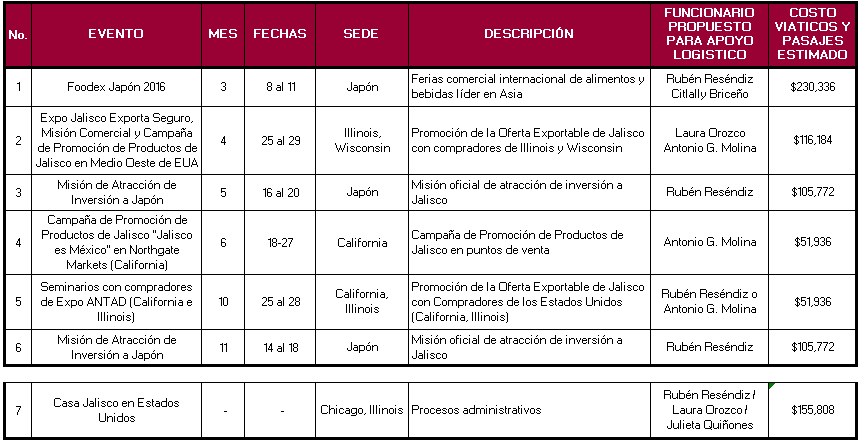 No. EVENTO MES FECHAS SEDE DESCRIPCIÓN FUNCIONARIO PROPUESTO PARA APOYO LOGISTICO COSTO VIATICOS Y PASAJES ESTIMADO
1 Foodex Japón 2016 3 8 al 11 Japón Ferias comercial internacional de alimentos y bebidas líder en Asia Rubén Reséndiz Citlally Briceño $230,336
2 Expo Jalisco Exporta Seguro, Misión Comercial y Campaña de Promoción de Productos de Jalisco en Medio Oeste de EUA 4 25 al 29 Illinois, Wisconsin Promoción de la Oferta Exportable de Jalisco con compradores de Illinois y Wisconsin Laura Orozco Antonio G. Molina $116,184
3 Misión de Atracción de Inversión a Japón 5 16 al 20 Japón Misión oficial de atracción de inversión a Jalisco Rubén Reséndiz $105,772
4 Campaña de Promoción de Productos de Jalisco "Jalisco es México" en Northgate Markets (California) 6 18-27 California Campaña de Promoción de Productos de Jalisco en puntos de venta Antonio G. Molina $51,936
5 Seminarios con compradores de Expo ANTAD (California e Illinois) 10 25 al 28 California, Illinois Promoción de la Oferta Exportable de Jalisco con Compradores de los Estados Unidos (California, Illinois) Rubén Reséndiz o Antonio G. Molina $51,936
6 Misión de Atracción de Inversión a Japón 11 14 al 18 Japón Misión oficial de atracción de inversión a Jalisco Rubén Reséndiz $105,772
7 Casa Jalisco en Estados Unidos - - Chicago, Illinois Procesos administrativos Rubén Reséndiz/ Laura Orozco/ Julieta Quiñones $155,808